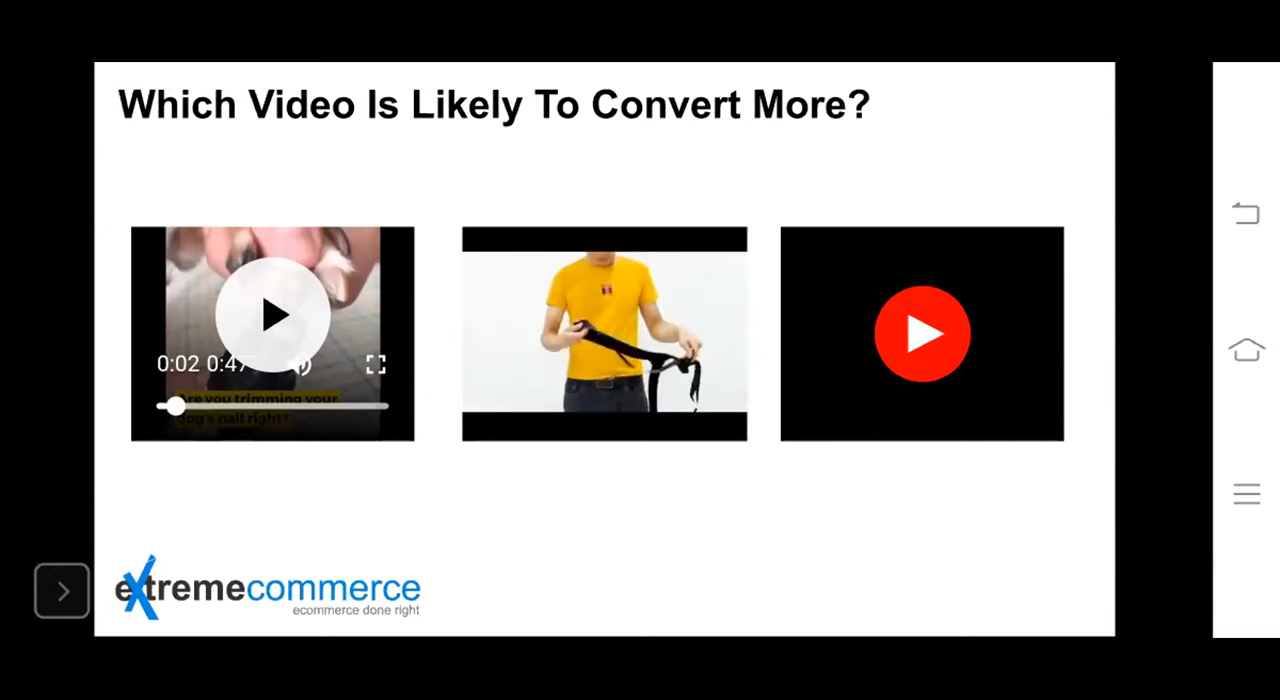 Which Video Is Likely To Convert More?
0:02 0:47
Are you trimming your
dog's nail right?
extremecommerce
ecommerce done right